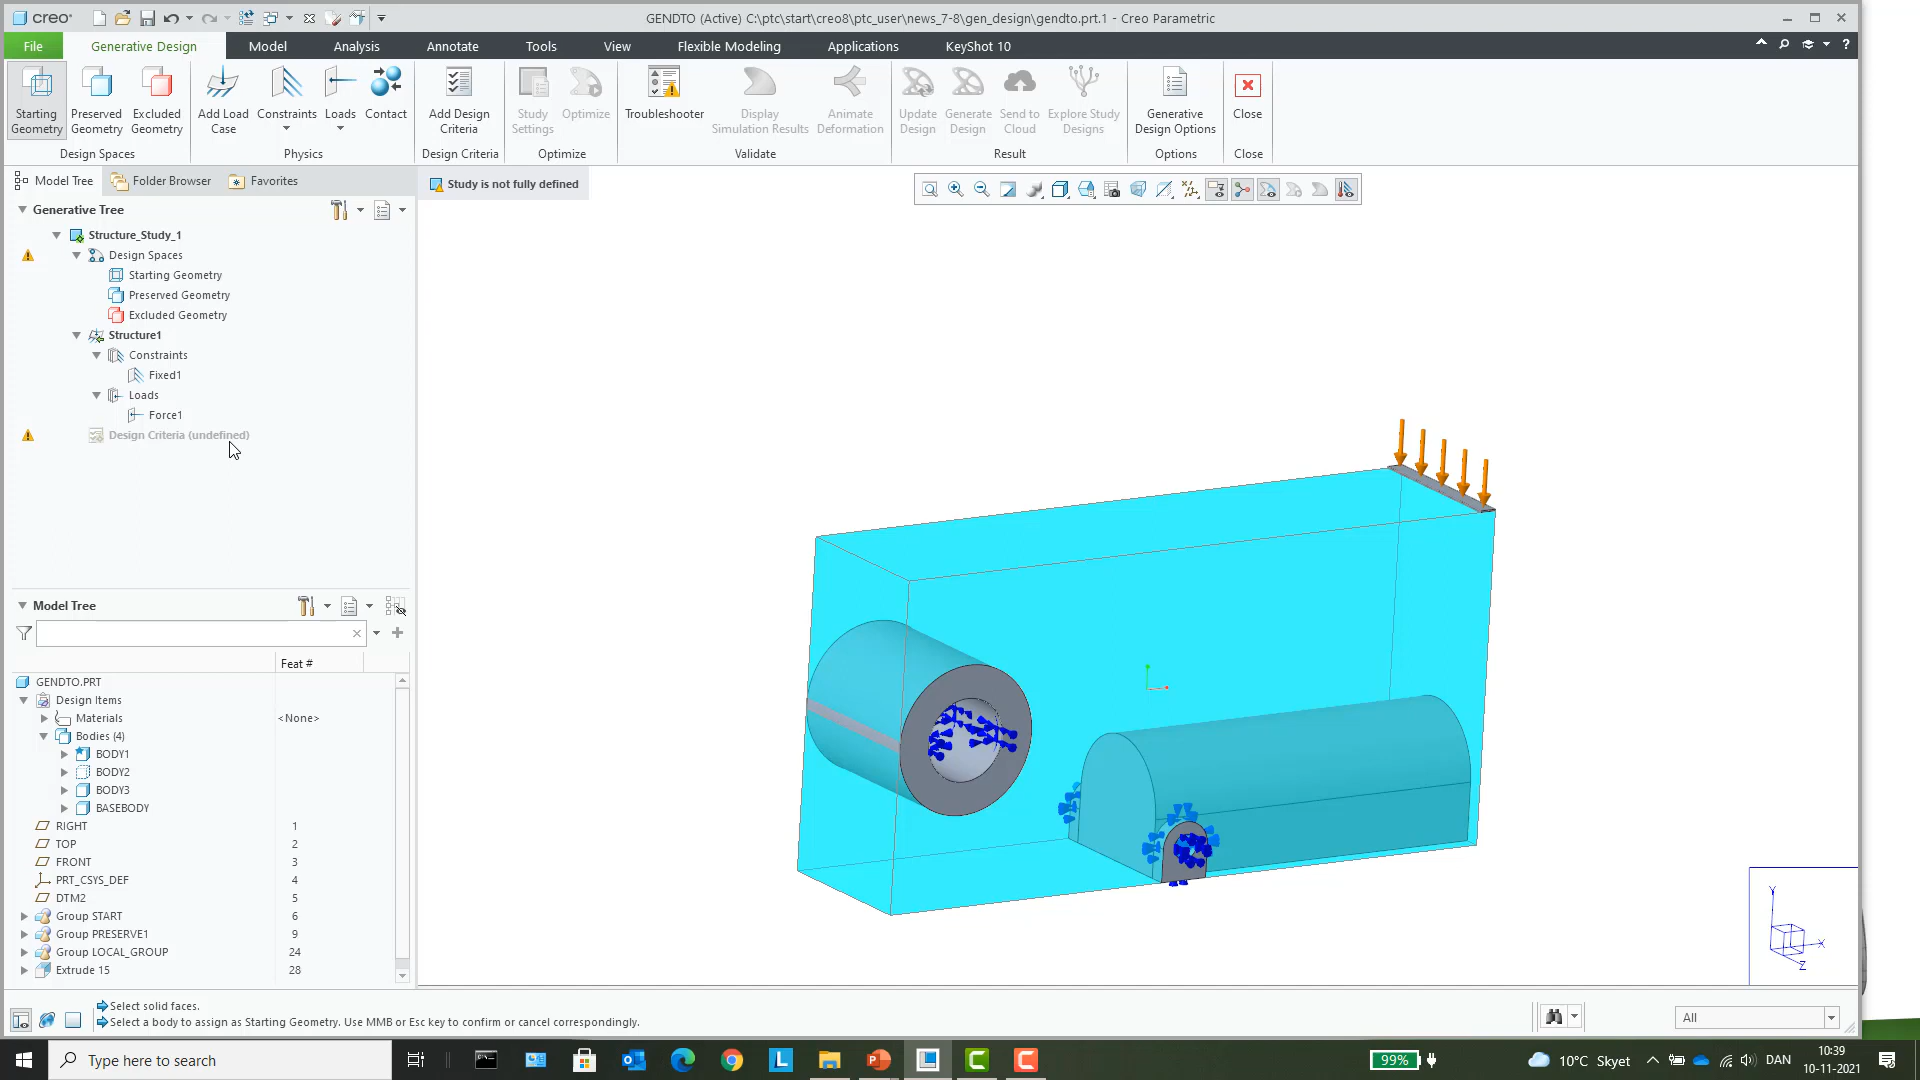 creo
GENDTO (Active) C:\ptc\start\creo8\ptc_user\news_7-8\gen_design\gendto.prt.1 - Creo Parametric
File
Generative Design
Model
Analysis
Annotate
Tools
View
Flexible Modeling
Applications
KeyShot 10
Starting Geometry
Preserved Geometry
Excluded Geometry
Add Load Case
Constraints
Loads
Contact
Add Design Criteria
Study Settings
Optimize
Troubleshooter
Display Simulation Results
Animate Deformation
Update Design
Generate Design
Send to Cloud
Explore Study Designs
Generative Design Options
Close
Design Spaces
Physics
Design Criteria
Optimize
Validate
Result
Options
Close
Model Tree
Folder Browser
Favorites
Study is not fully defined
Generative Tree
Structure_Study_1
Design Spaces
Starting Geometry
Preserved Geometry
Excluded Geometry
Structure1
Constraints
Fixed1
Loads
Force1
Design Criteria (undefined)
Model Tree
Feat #
GENDTO.PRT
Design Items
Materials <None>
Bodies (4)
BODY1
BODY2
BODY3
BASEBODY
RIGHT 1
TOP 2
FRONT 3
PRT_CSYS_DEF 4
DTM2 5
Group START 6
Group PRESERVE1 9
Group LOCAL_GROUP 24
Extrude 15 28
Y
X
Z
Select solid faces.
Select a body to assign as Starting Geometry. Use MMB or Esc key to confirm or cancel correspondingly.
All
Type here to search
99%
10°C Skyet
DAN
10:39
10-11-2021